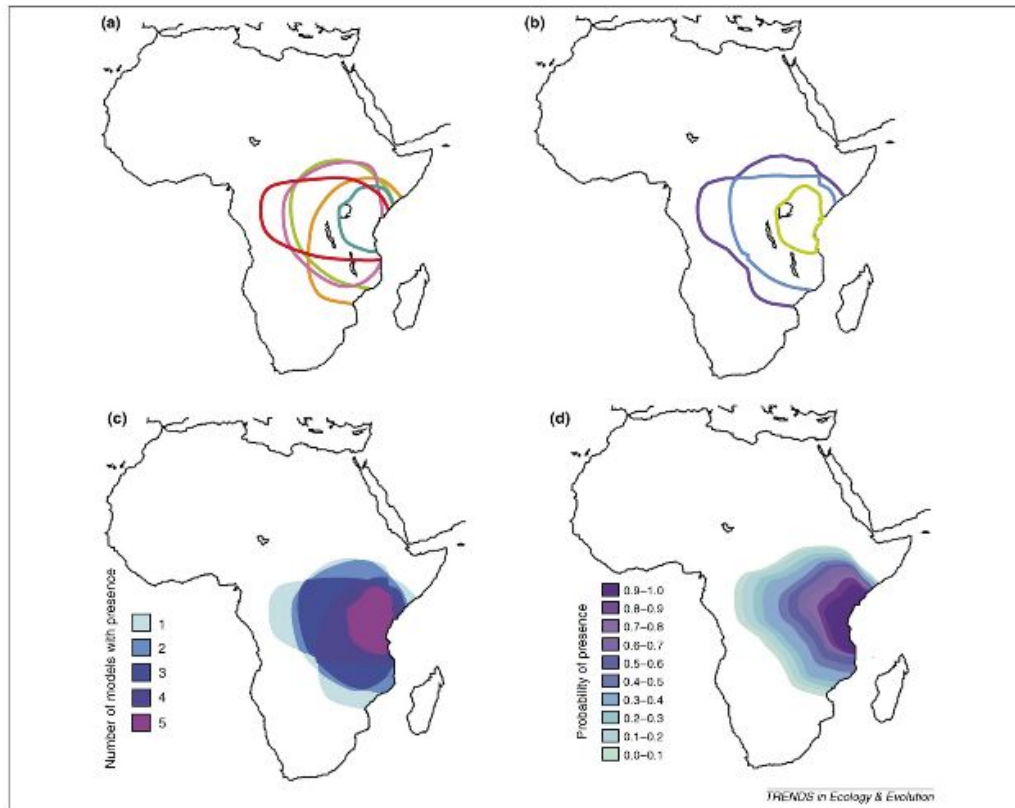 (a)
(b)
(c)
Number of models with presence
1
2
3
4
5
(d)
Probability of presence
0.9–1.0
0.8–0.9
0.7–0.8
0.6–0.7
0.5–0.6
0.4–0.5
0.3–0.4
0.2–0.3
0.1–0.2
0.0–0.1
TRENDS in Ecology & Evolution